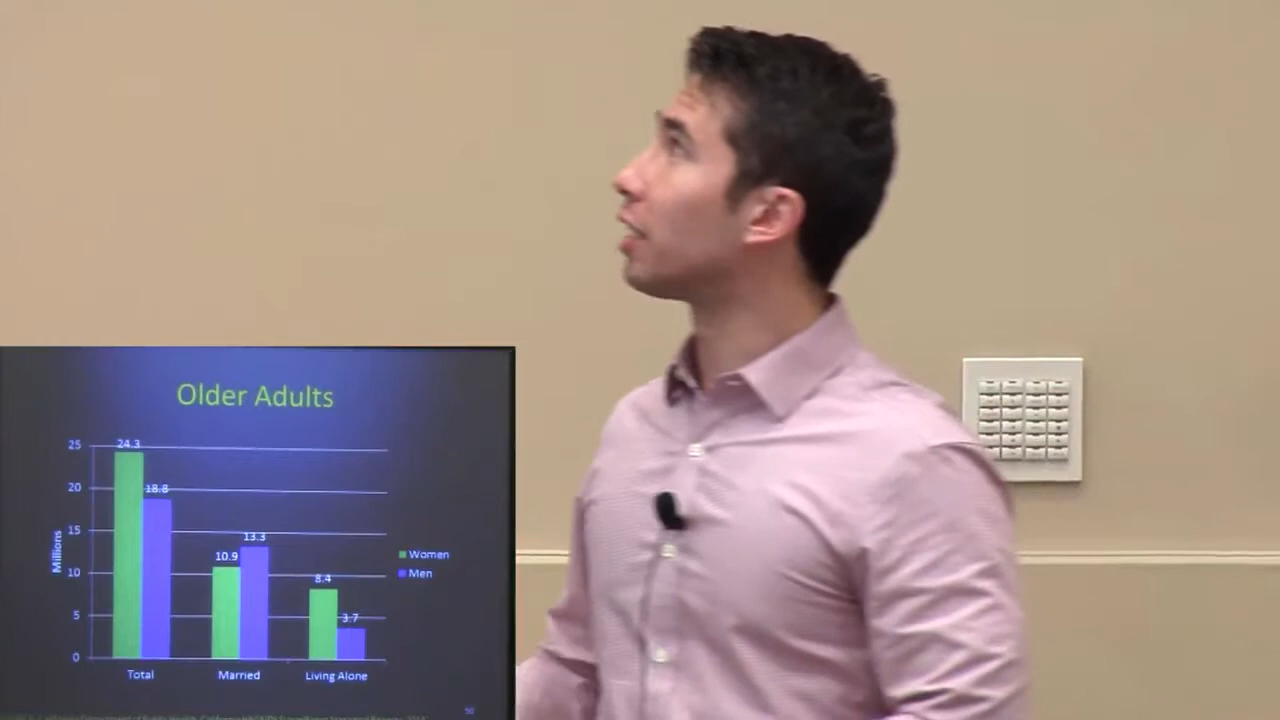 Older Adults
25
20
15
10
5
0
Millions
24.3
18.8
10.9
13.3
8.4
3.7
Women
Men
Total Married Living Alone
50